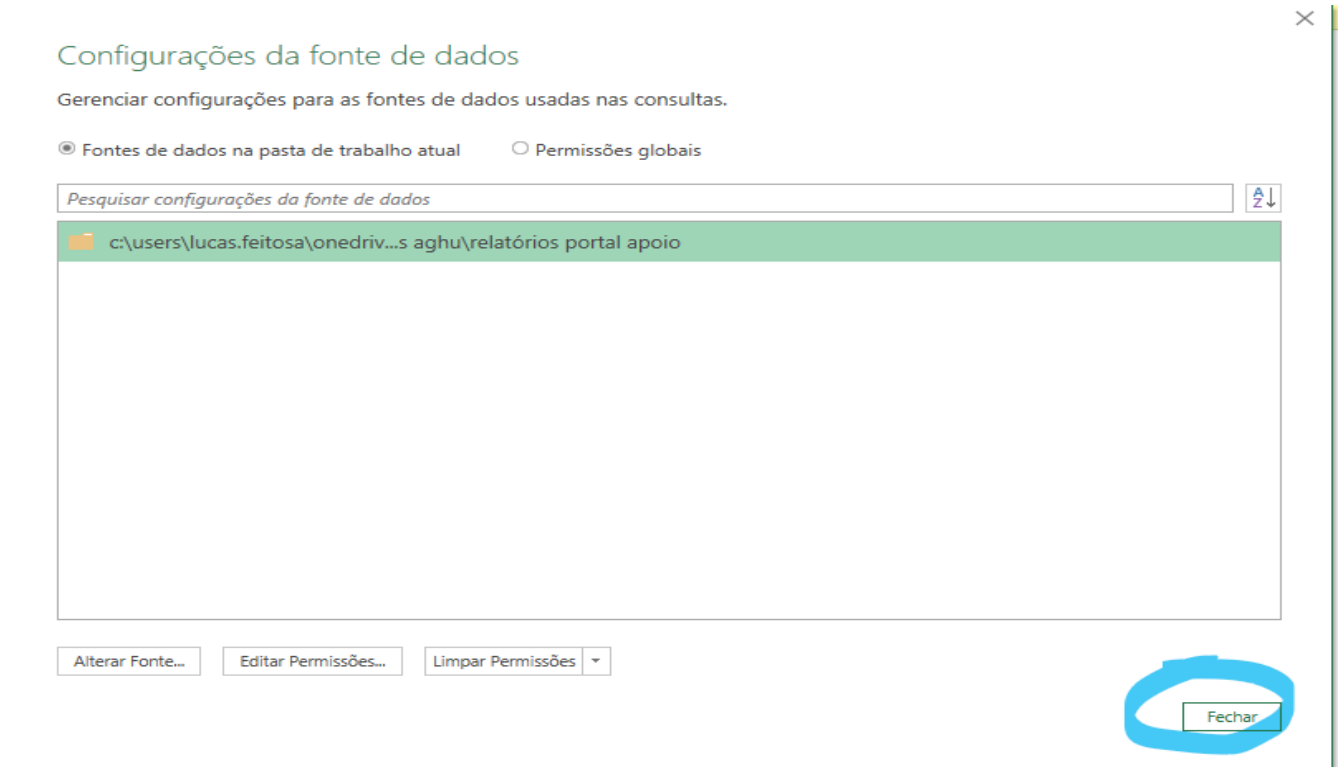 Configurações da fonte de dados
Gerenciar configurações para as fontes de dados usadas nas consultas.
Fontes de dados na pasta de trabalho atual Permissões globais
Pesquisar configurações da fonte de dados
A
Z
c:\users\lucas.feitosa\onedriv...s aghu\relatórios portal apoio
Alterar Fonte... Editar Permissões... Limpar Permissões
Fechar